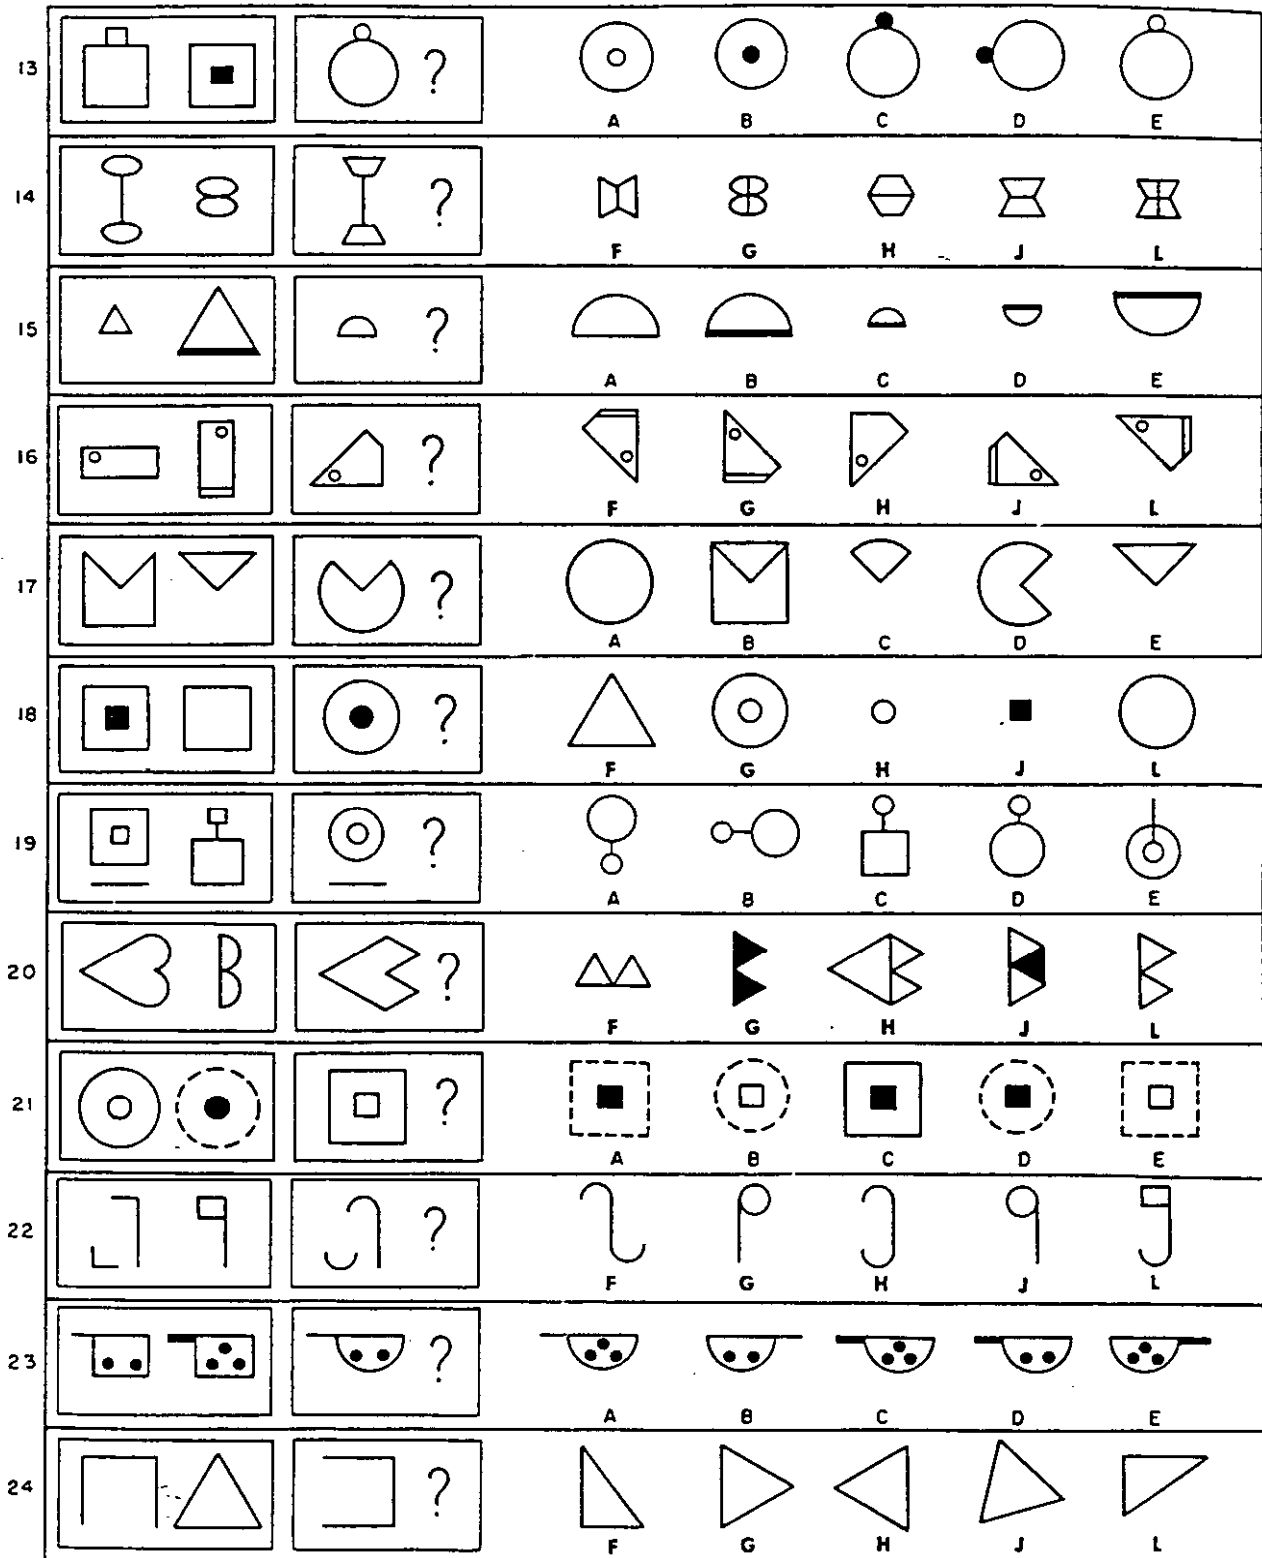 13 ? A B C D E
14 ? F G H J L
15 ? A B C D E
16 ? F G H J L
17 ? A B C D E
18 ? F G H J L
19 ? A B C D E
20 ? F G H J L
21 ? A B C D E
22 ? F G H J L
23 ? A B C D E
24 ? F G H J L